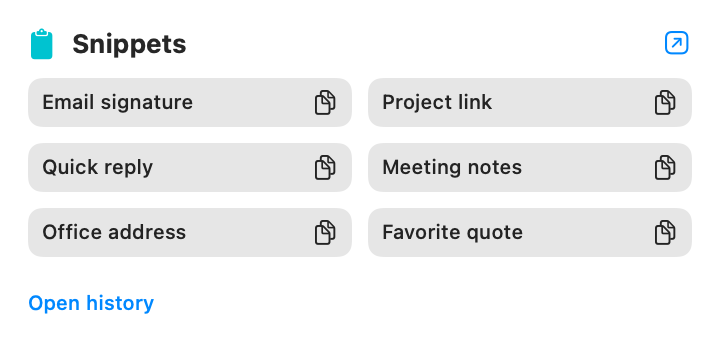 Snippets
Email signature
Project link
Quick reply
Meeting notes
Office address
Favorite quote
Open history